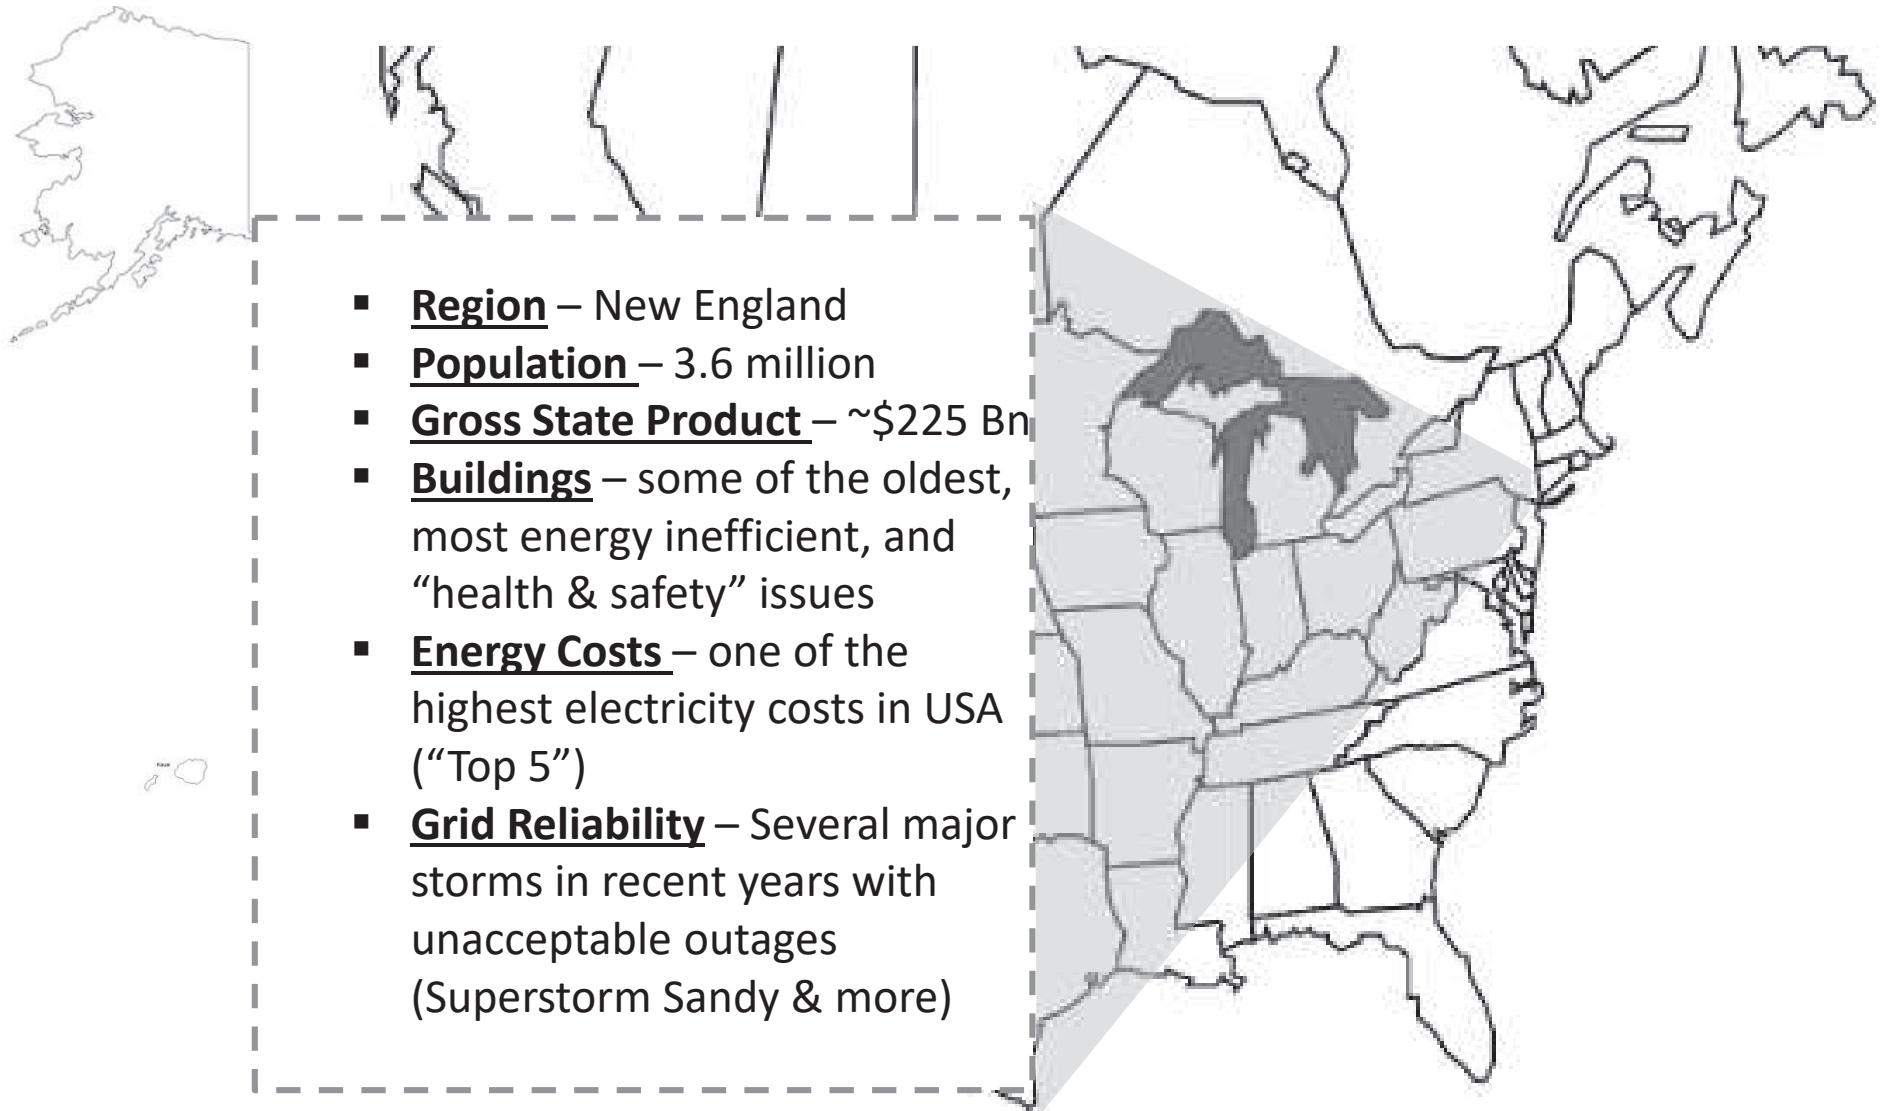 ▪ Region – New England
▪ Population – 3.6 million
▪ Gross State Product – ~$225 Bn
▪ Buildings – some of the oldest,
most energy inefficient, and
“health & safety” issues
▪ Energy Costs – one of the
highest electricity costs in USA
(“Top 5”)
▪ Grid Reliability – Several major
storms in recent years with
unacceptable outages
(Superstorm Sandy & more)